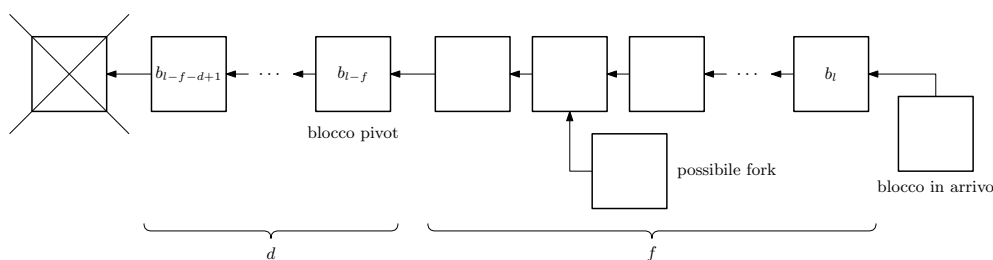 b_{l−f−d+1} ··· b_{l−f} ··· b_l
blocco pivot
possibile fork
blocco in arrivo
d f